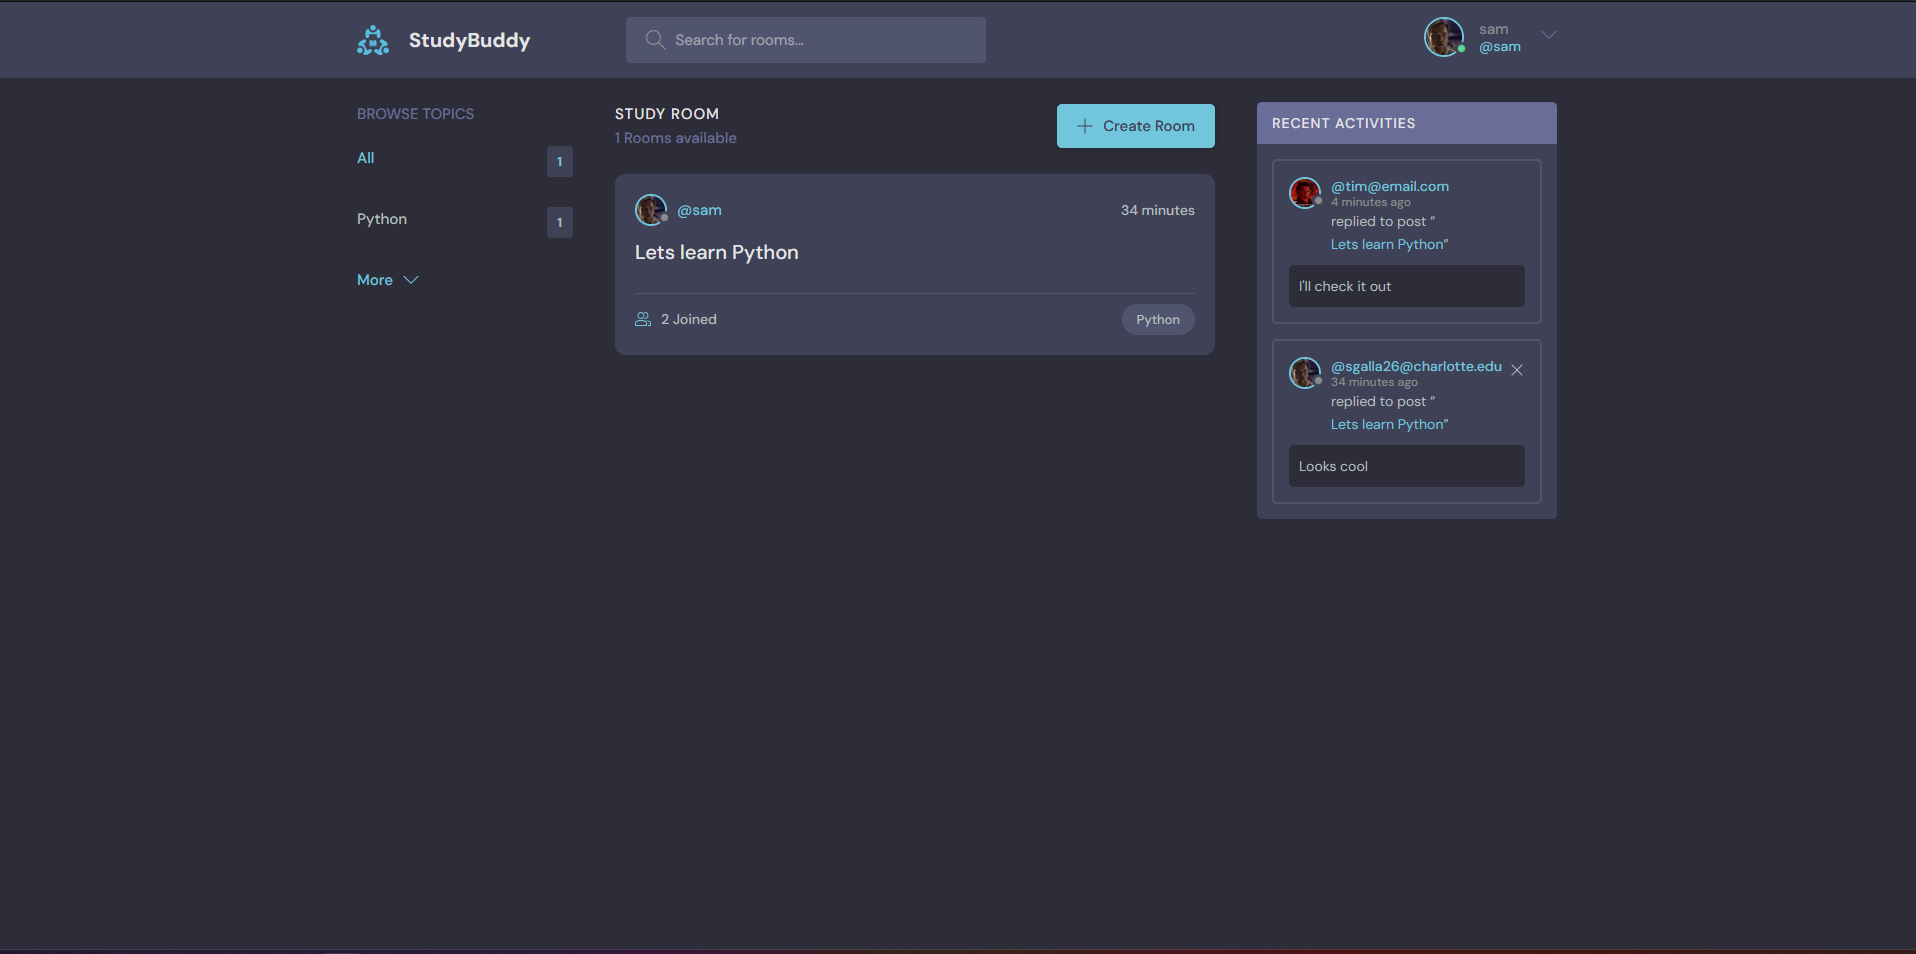 StudyBuddy
Search for rooms...
sam
@sam
BROWSE TOPICS
All
1
Python
1
More
STUDY ROOM
1 Rooms available
Create Room
@sam
34 minutes
Lets learn Python
2 Joined
Python
RECENT ACTIVITIES
@tim@email.com
4 minutes ago
replied to post “
Lets learn Python”
I'll check it out
@sgalla26@charlotte.edu
34 minutes ago
replied to post “
Lets learn Python”
Looks cool